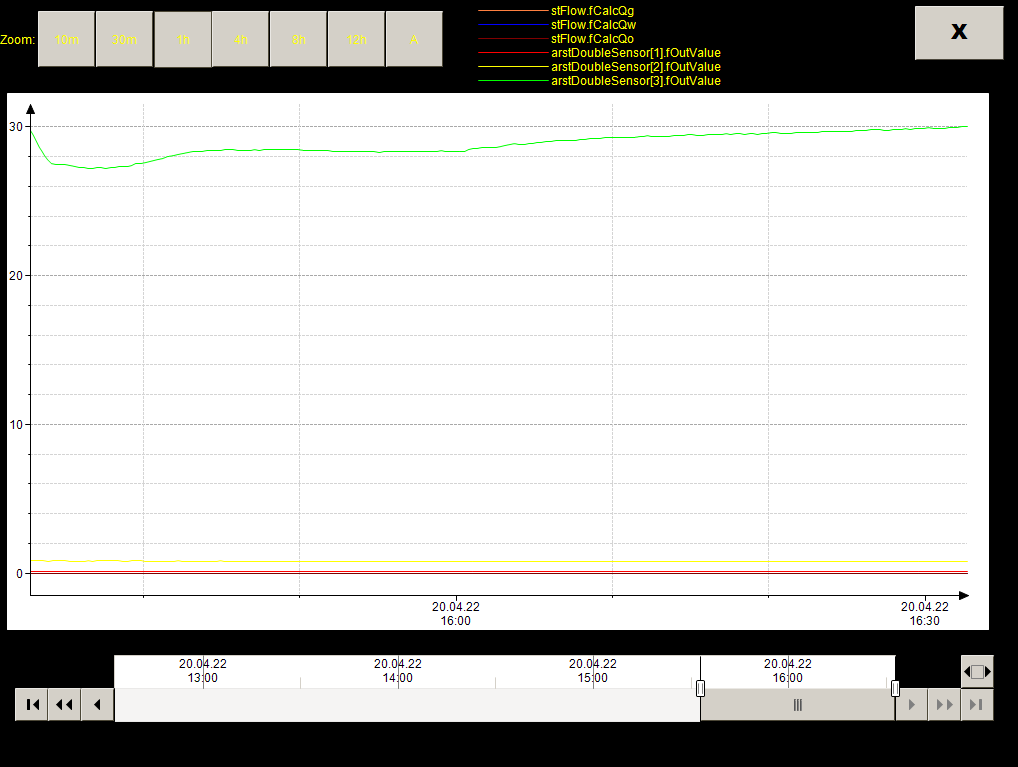 Zoom: 10m 30m 1h 4h 8h 12h A
stFlow.fCalcQg
stFlow.fCalcQw
stFlow.fCalcQo
arstDoubleSensor[1].fOutValue
arstDoubleSensor[2].fOutValue
arstDoubleSensor[3].fOutValue
X
30
20
10
0
20.04.22 20.04.22
16:00 16:30
20.04.22 20.04.22 20.04.22 20.04.22
13:00 14:00 15:00 16:00